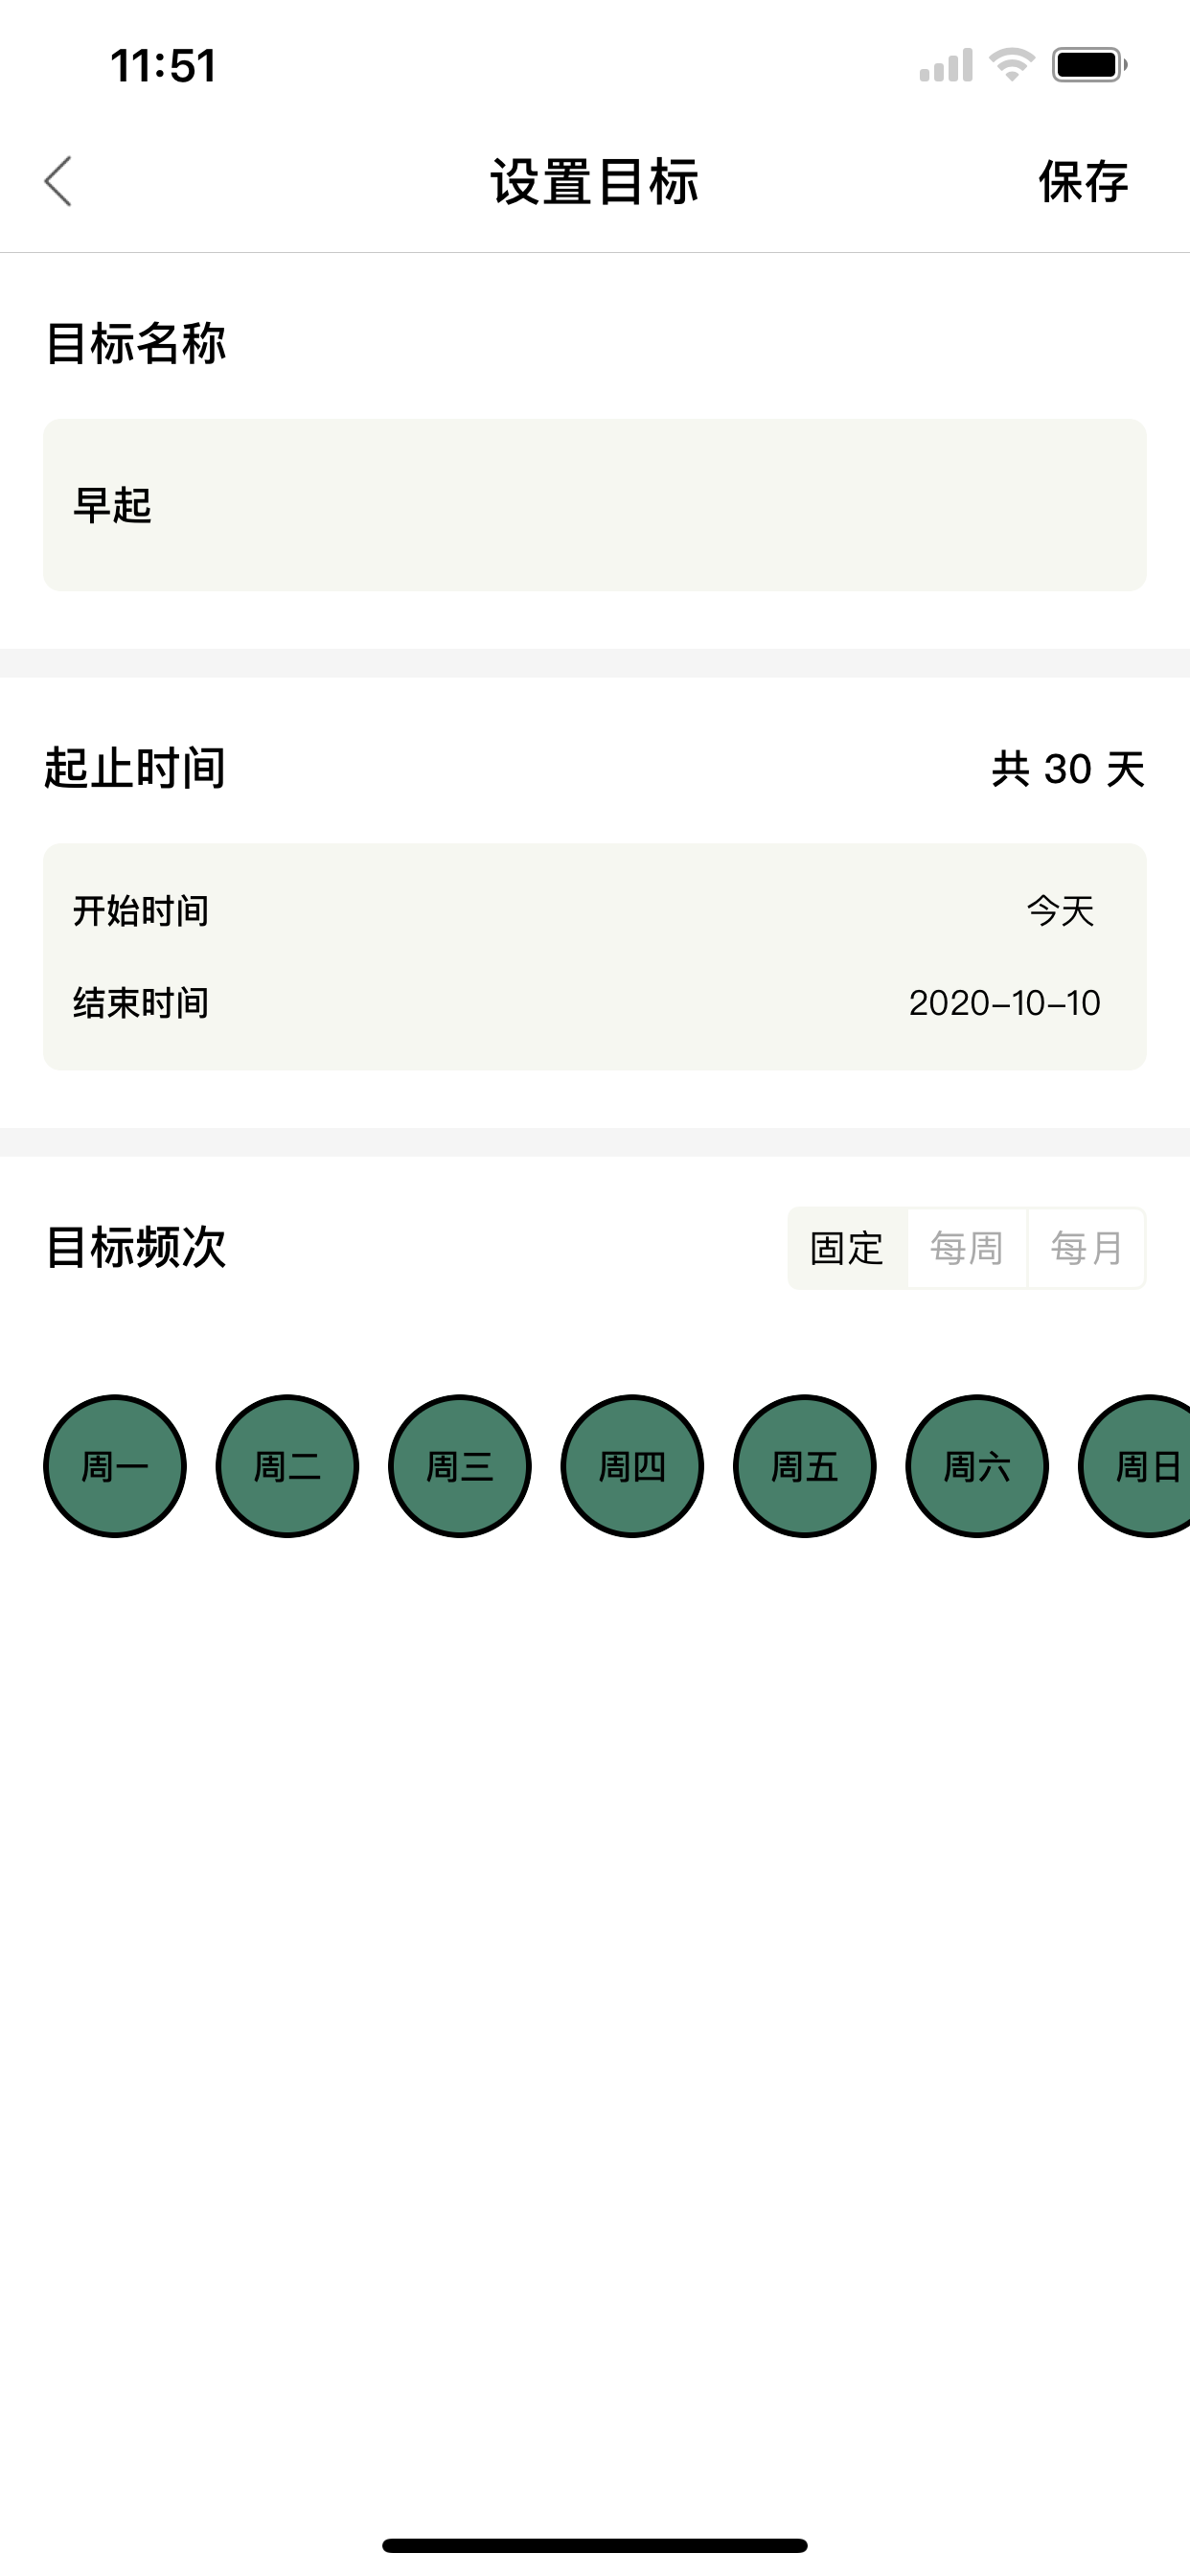 11:51
设置目标 保存
目标名称
早起
起止时间 共 30 天
开始时间 今天
结束时间 2020-10-10
目标频次 固定 每周 每月
周一 周二 周三 周四 周五 周六 周日